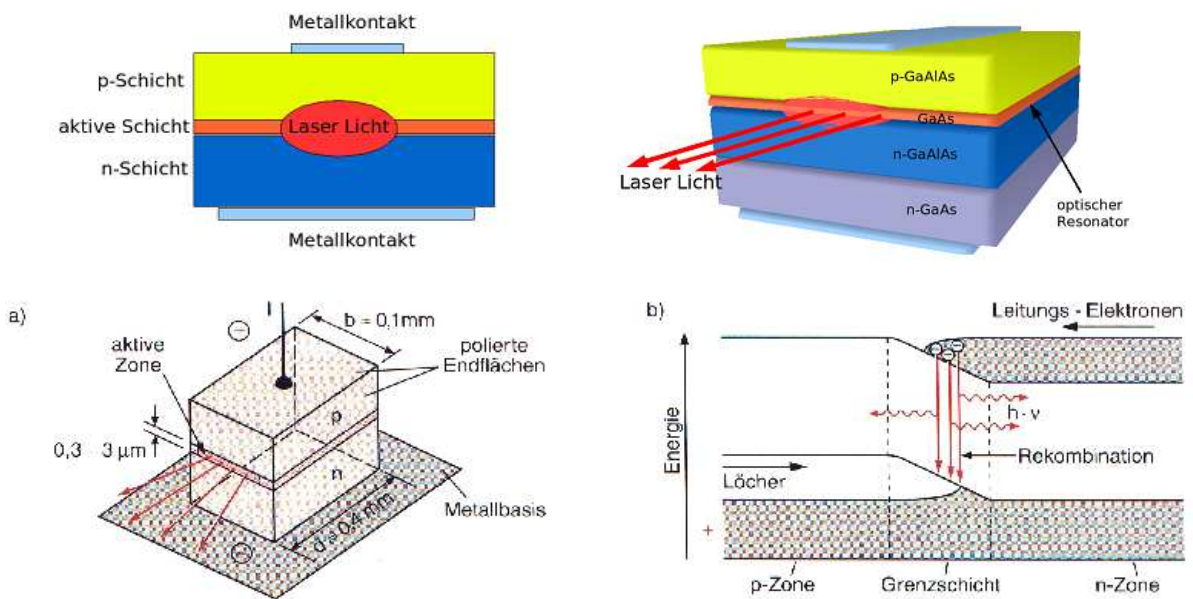 Metallkontakt
p-Schicht
aktive Schicht
Laser Licht
n-Schicht
Metallkontakt
p-GaAlAs
GaAs
n-GaAlAs
Laser Licht
n-GaAs
optischer
Resonator
a)
b = 0,1mm
aktive
Zone
polierte
Endflächen
p
0,3 - 3 µm
n
Metallbasis
d ≈ 0,4 mm
b)
Leitungs - Elektronen
Energie
h · ν
Rekombination
Löcher
+
p-Zone
Grenzschicht
n-Zone